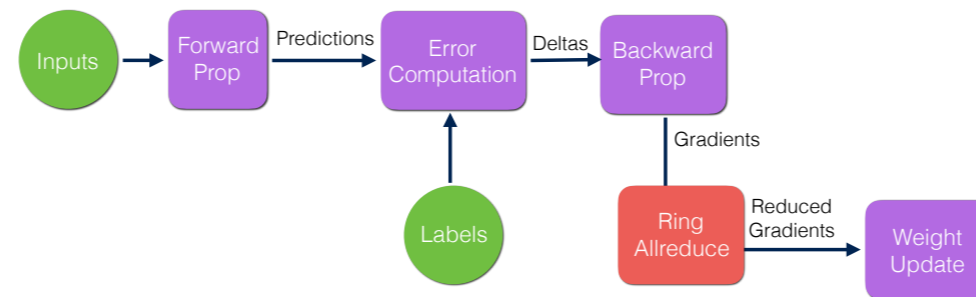 Inputs
Forward
Prop
Predictions
Error
Computation
Deltas
Backward
Prop
Gradients
Labels
Ring
Allreduce
Reduced
Gradients
Weight
Update